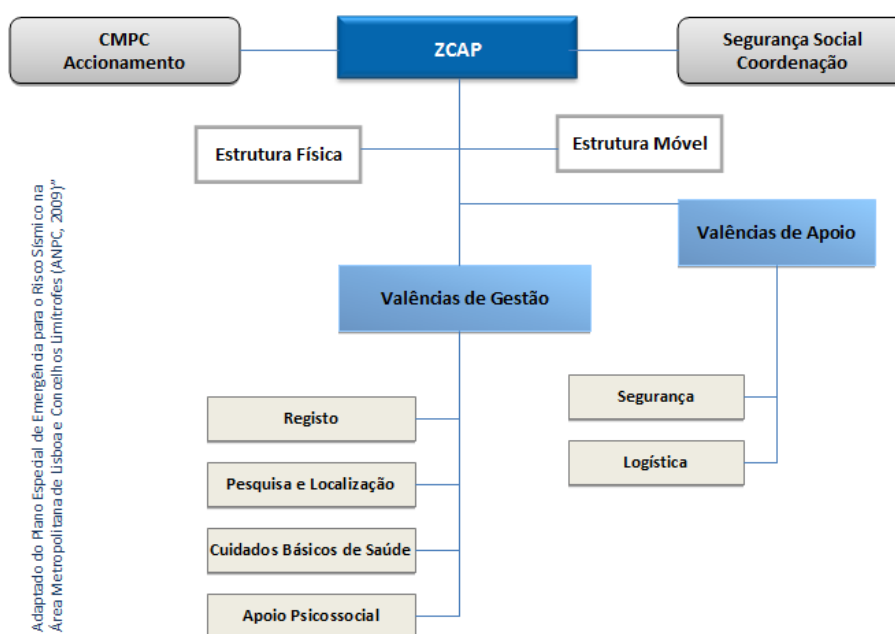 CMPC
Accionamento
ZCAP
Segurança Social
Coordenação
Estrutura Física
Estrutura Móvel
Valências de Apoio
Valências de Gestão
Segurança
Logística
Registo
Pesquisa e Localização
Cuidados Básicos de Saúde
Apoio Psicossocial
Adaptado do Plano Especial de Emergência para o Risco Sísmico na
Área Metropolitana de Lisboa e Concelhos Limítrofes (ANPC, 2009)"